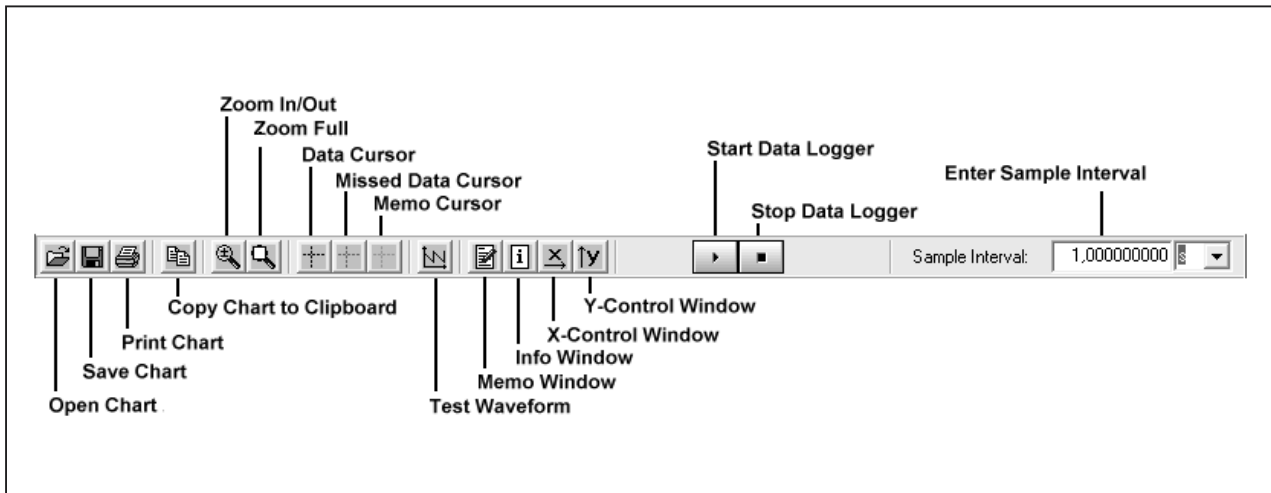 Zoom In/Out
Zoom Full
Data Cursor
Missed Data Cursor
Memo Cursor
Start Data Logger
Stop Data Logger
Enter Sample Interval
i
x
y
Sample Interval:
1,000000000
s
Y-Control Window
X-Control Window
Info Window
Memo Window
Test Waveform
Copy Chart to Clipboard
Print Chart
Save Chart
Open Chart